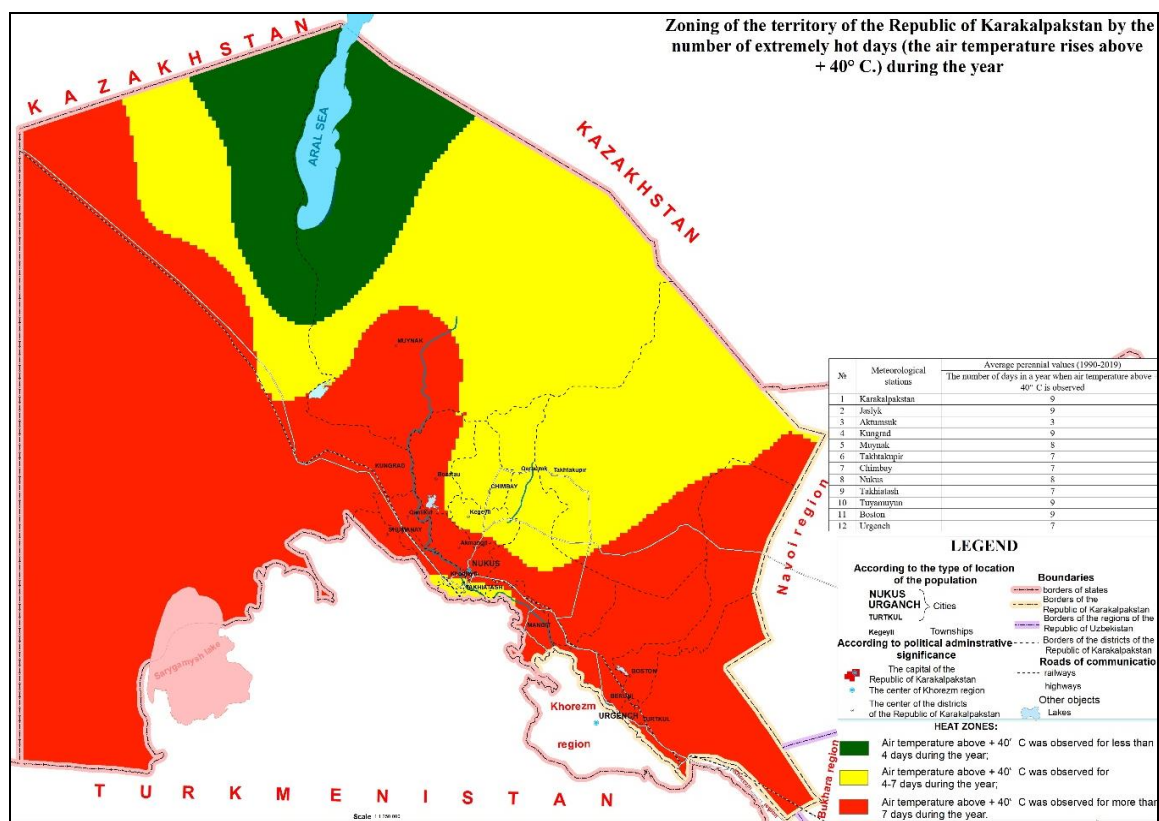 Zoning of the territory of the Republic of Karakalpakstan by the
number of extremely hot days (the air temperature rises above
+ 40° C.) during the year
KAZAKHSTAN
ARAL SEA
KAZAKHSTAN
MUYNAK
KUNGRAD
Takhtakupir
CHIMBAY
Kegeyli
NUKUS
TAKHIATASH
MANGIT
BOSTON
BERUNI
TURTKUL
URGENCH
Khorezm
region
Sarygamysh lake
TURKMENISTAN
Navoi region
Bukhara region
Scale
№ Meteorological stations Average perennial values (1990-2019)
The number of days in a year when air temperature above
40° C is observed
1 Karakalpakstan 9
2 Jaslyk 9
3 Aktumsuk 3
4 Kungrad 9
5 Muynak 8
6 Takhtakupir 7
7 Chimbay 7
8 Nukus 8
9 Takhiatash 7
10 Tuyamuyun 9
11 Boston 9
12 Urgench 7
LEGEND
According to the type of location
of the population
NUKUS
URGANCH
TURTKUL
Cities
Kegeyli Townships
According to political adminstrative
significance
The capital of the
Republic of Karakalpakstan
The center of Khorezm region
The center of the districts
of the Republic of Karakalpakstan
Boundaries
borders of states
Borders of the
Republic of Karakalpakstan
Borders of the regions of the
Republic of Uzbekistan
Borders of the districts of the
Republic of Karakalpakstan
Roads of communicatio
railways
highways
Other objects
Lakes
HEAT ZONES:
Air temperature above + 40° C was observed for less than
4 days during the year;
Air temperature above + 40° C was observed for
4-7 days during the year;
Air temperature above + 40° C was observed for more than
7 days during the year.